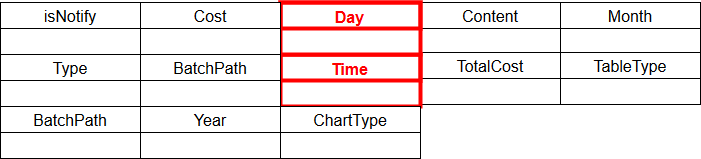 isNotify Cost Day Content Month
Type BatchPath Time TotalCost TableType
BatchPath Year ChartType